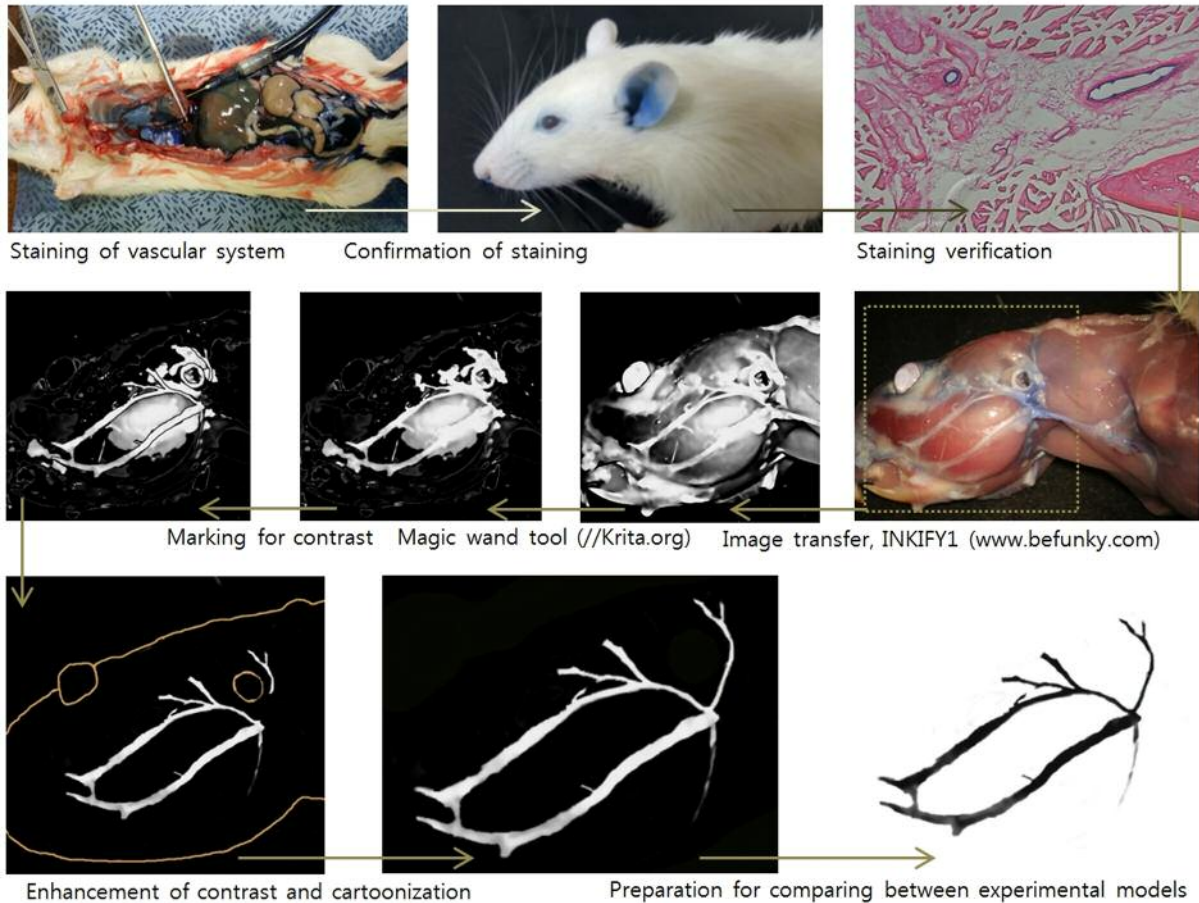 Staining of vascular system
Confirmation of staining
Staining verification
Marking for contrast
Magic wand tool (//Krita.org)
Image transfer, INKIFY1 (www.befunky.com)
Enhancement of contrast and cartoonization
Preparation for comparing between experimental models